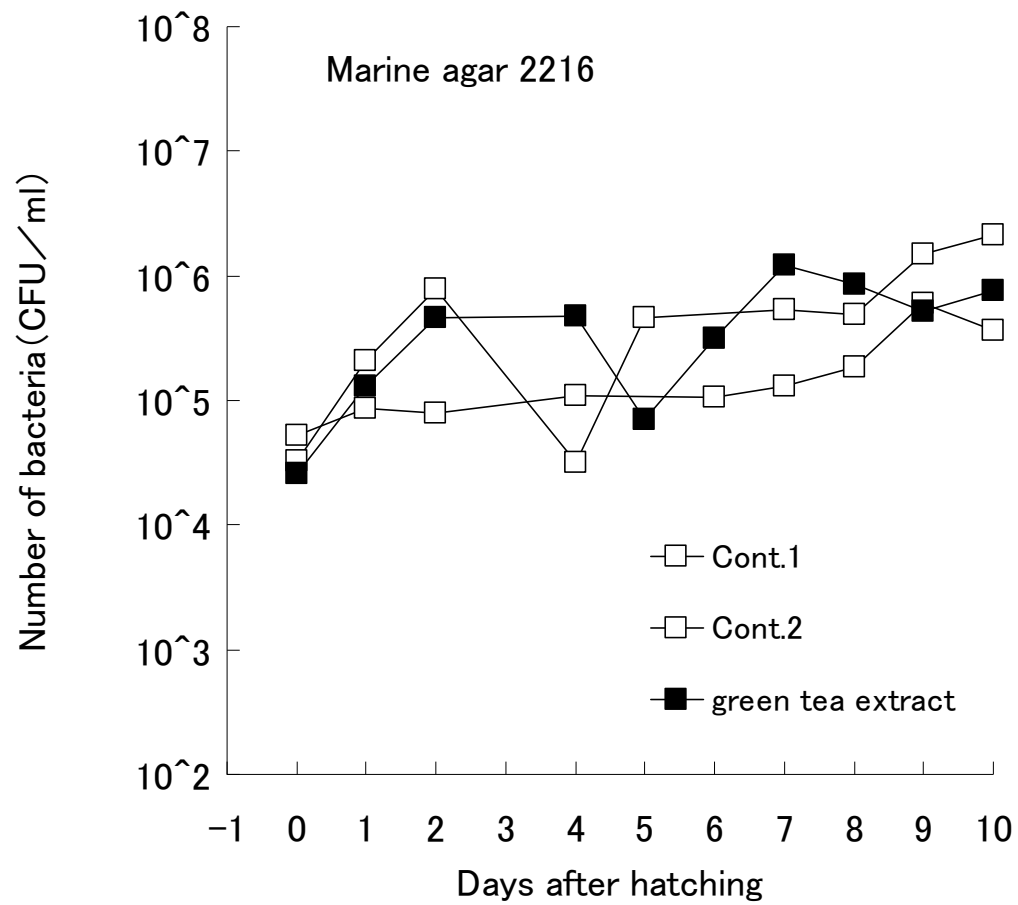 Marine agar 2216
Number of bacteria(CFU／ml)
10^8
10^7
10^6
10^5
10^4
10^3
10^2
Cont.1
Cont.2
green tea extract
-1 0 1 2 3 4 5 6 7 8 9 10
Days after hatching